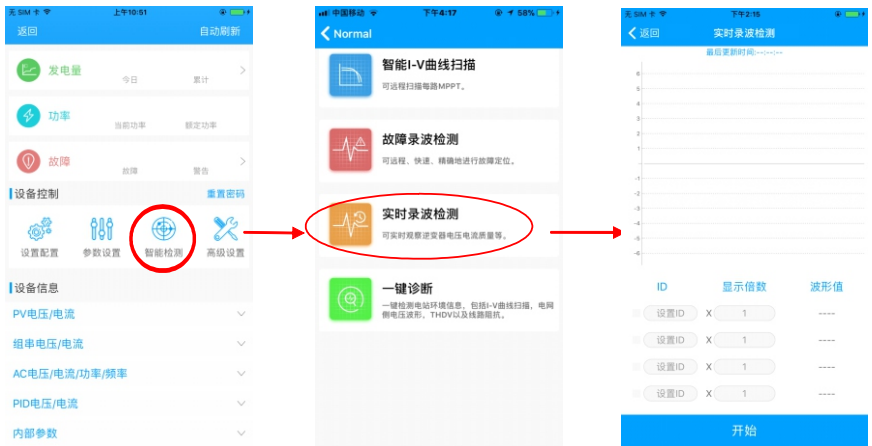 无 SIM 卡 上午10:51
返回 自动刷新
发电量
今日 累计
功率
当前功率 额定功率
故障
故障 警告
设备控制 重置密码
设置配置 参数设置 智能检测 高级设置
设备信息
PV电压/电流
组串电压/电流
AC电压/电流/功率/频率
PID电压/电流
内部参数
中国移动 下午4:17 58%
Normal
智能I-V曲线扫描
可远程扫描每路MPPT。
故障录波检测
可远程、快速、精确地进行故障定位。
实时录波检测
可实时观察逆变器电压电流质量等。
一键诊断
一键检测电站环境信息，包括I-V曲线扫描，电网
侧电压波形，THDV以及线路阻抗。
无 SIM 卡 下午2:15
返回 实时录波检测
最后更新时间:--:--:--
6
5
4
3
2
1
-1
-2
-3
-4
-5
-6
ID 显示倍数 波形值
设置ID X 1 ----
设置ID X 1 ----
设置ID X 1 ----
设置ID X 1 ----
开始